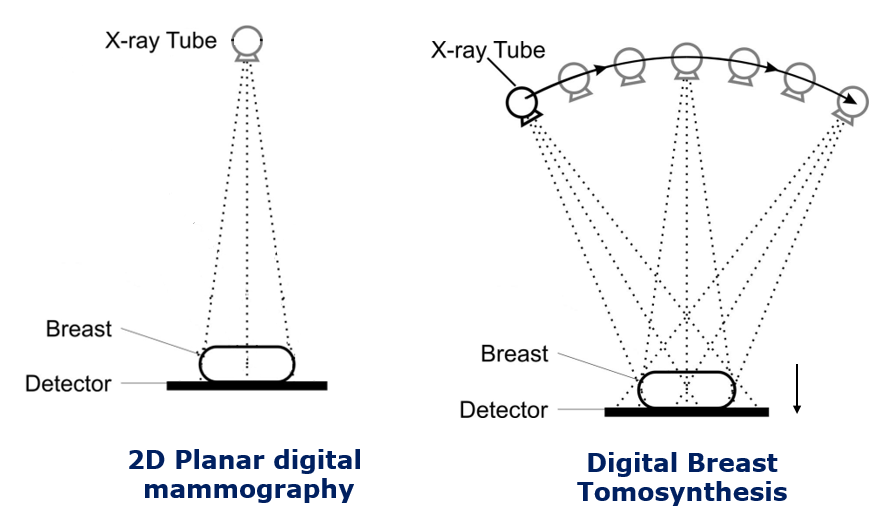 X-ray Tube
Breast
Detector
2D Planar digital
mammography
X-ray Tube
Breast
Detector
Digital Breast
Tomosynthesis